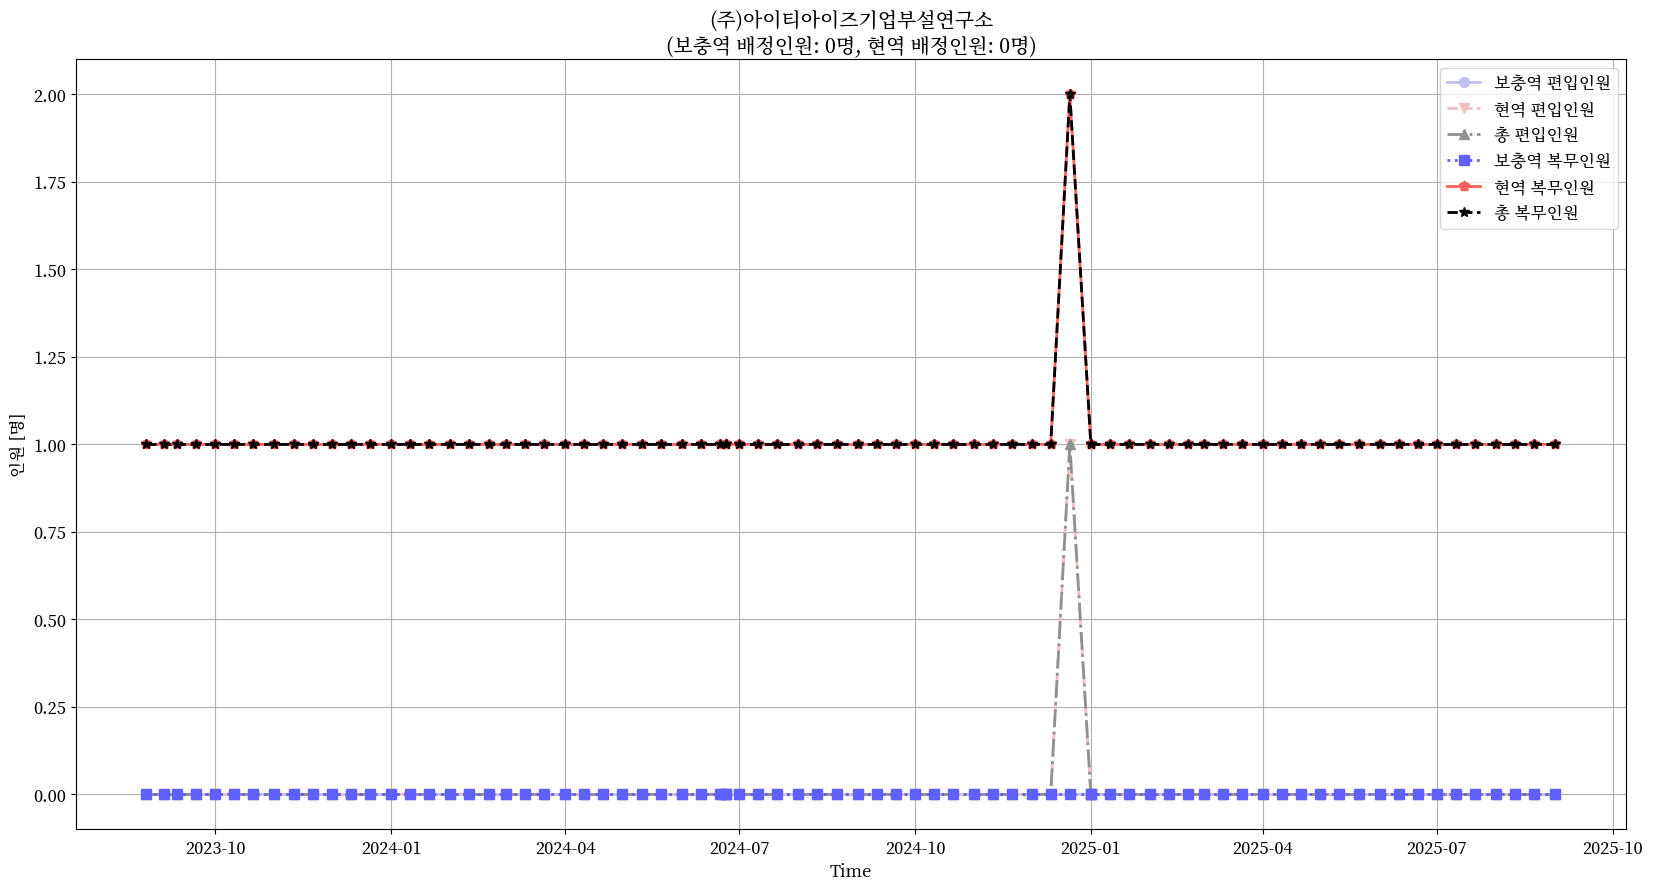 (주)아이티아이즈기업부설연구소
(보충역 배정인원: 0명, 현역 배정인원: 0명)
보충역 편입인원
현역 편입인원
총 편입인원
보충역 복무인원
현역 복무인원
총 복무인원
2.00
1.75
1.50
1.25
1.00
0.75
0.50
0.25
0.00
인원 [명]
2023-10
2024-01
2024-04
2024-07
2024-10
2025-01
2025-04
2025-07
2025-10
Time